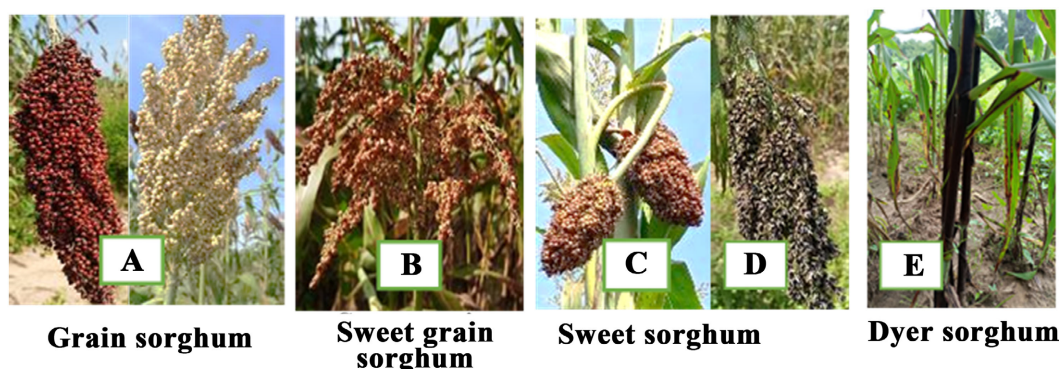 A
B
C
D
E
Grain sorghum
Sweet grain
sorghum
Sweet sorghum
Dyer sorghum